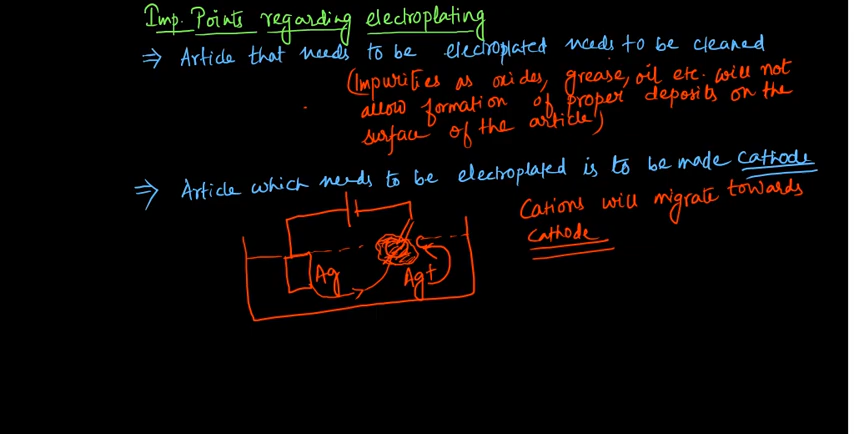 Imp. Points regarding electroplating
⇒ Article that needs to be electroplated needs to be cleaned
(Impurities as oxides, grease, oil etc. will not
allow formation of proper deposits on the
surface of the article)
⇒ Article which needs to be electroplated is to be made cathode
Cations will migrate towards
cathode
Ag
Ag+